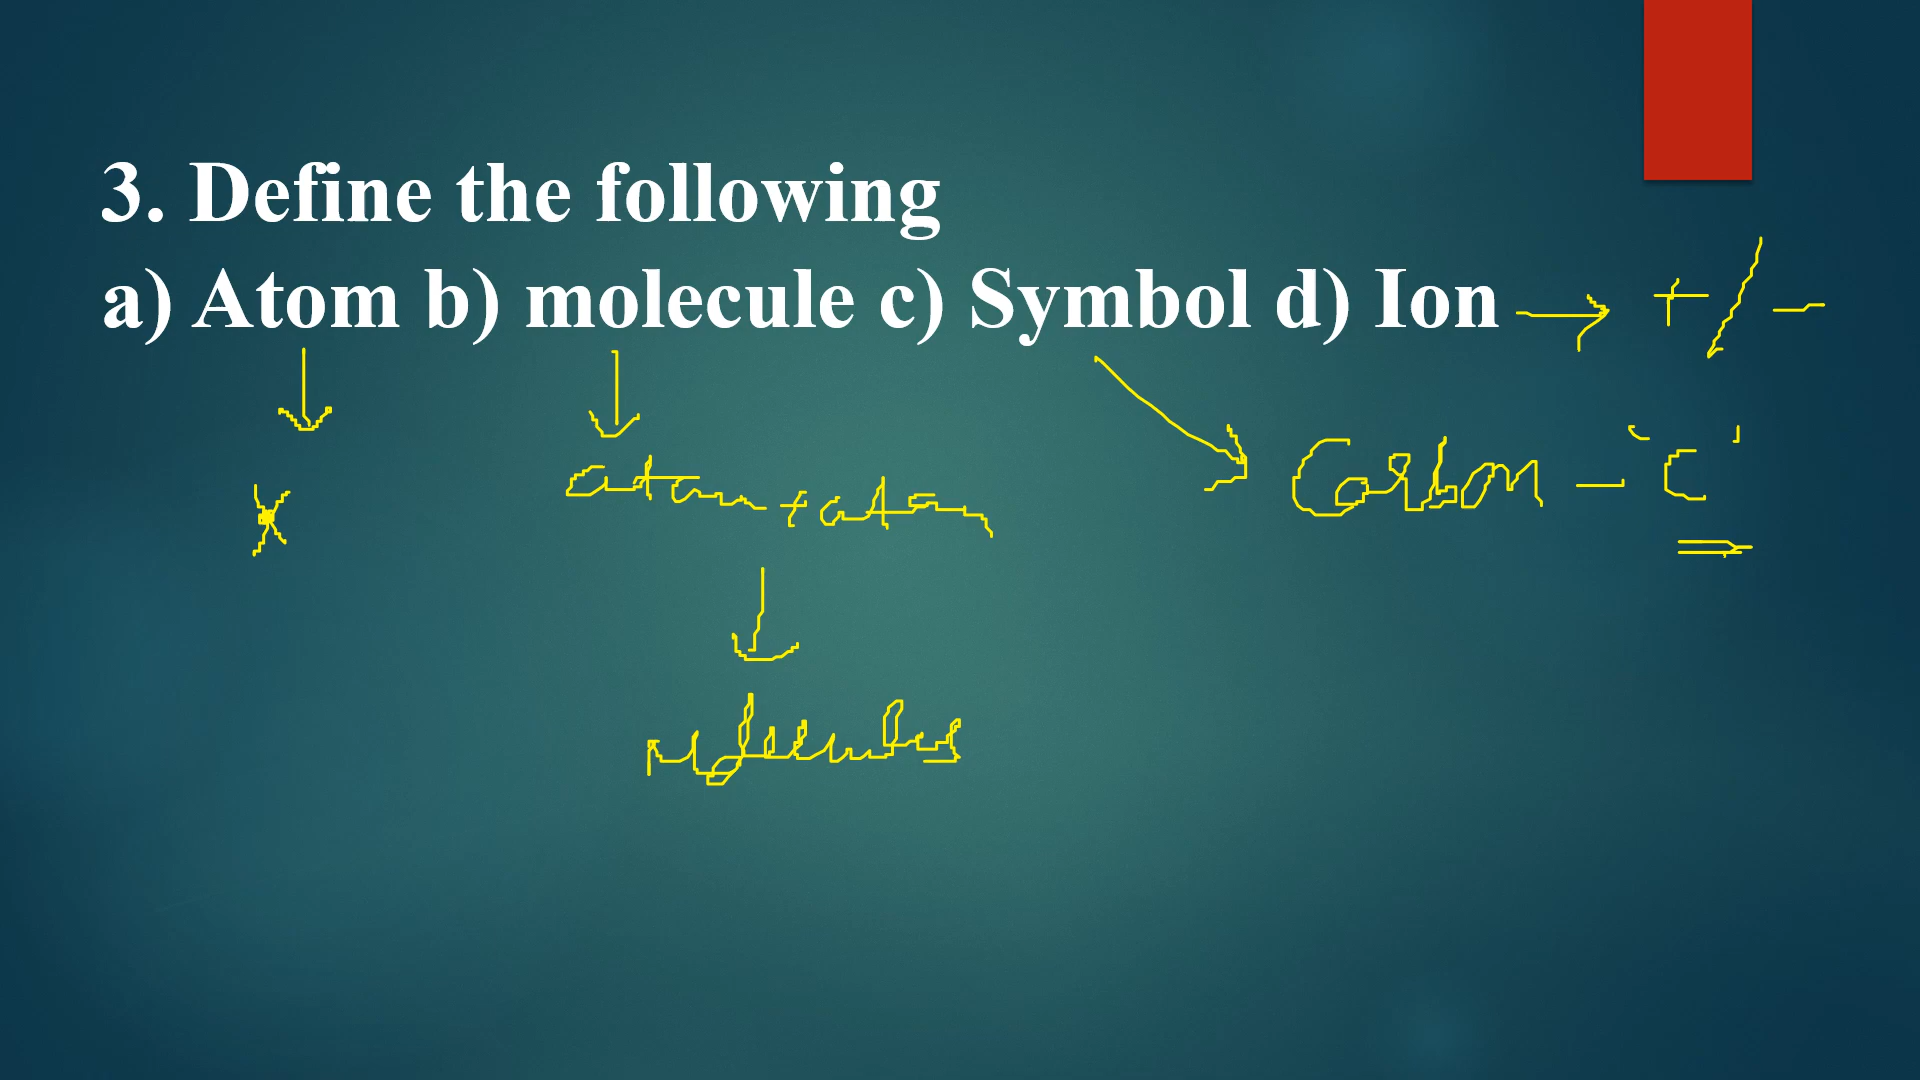 3. Define the following
a) Atom b) molecule c) Symbol d) Ion → + / -
atom + atom
Carbon - 'C'
molecules